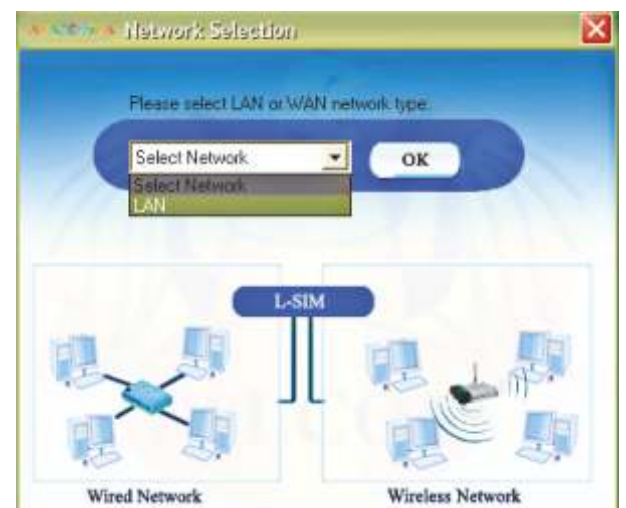 Network Selection
Please select LAN or WAN network type:
Select Network
OK
Select Network
LAN
L-SIM
Wired Network
Wireless Network